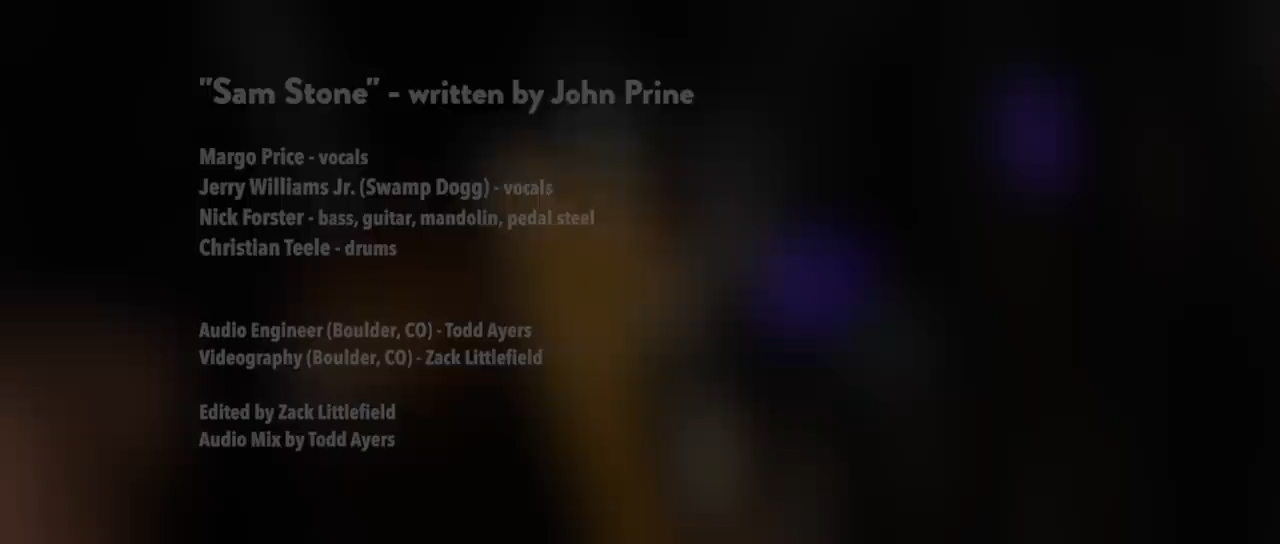 "Sam Stone" - written by John Prine
Margo Price - vocals
Jerry Williams Jr. (Swamp Dogg) - vocals
Nick Forster - bass, guitar, mandolin, pedal steel
Christian Teele - drums
Audio Engineer (Boulder, CO) - Todd Ayers
Videography (Boulder, CO) - Zack Littlefield
Edited by Zack Littlefield
Audio Mix by Todd Ayers